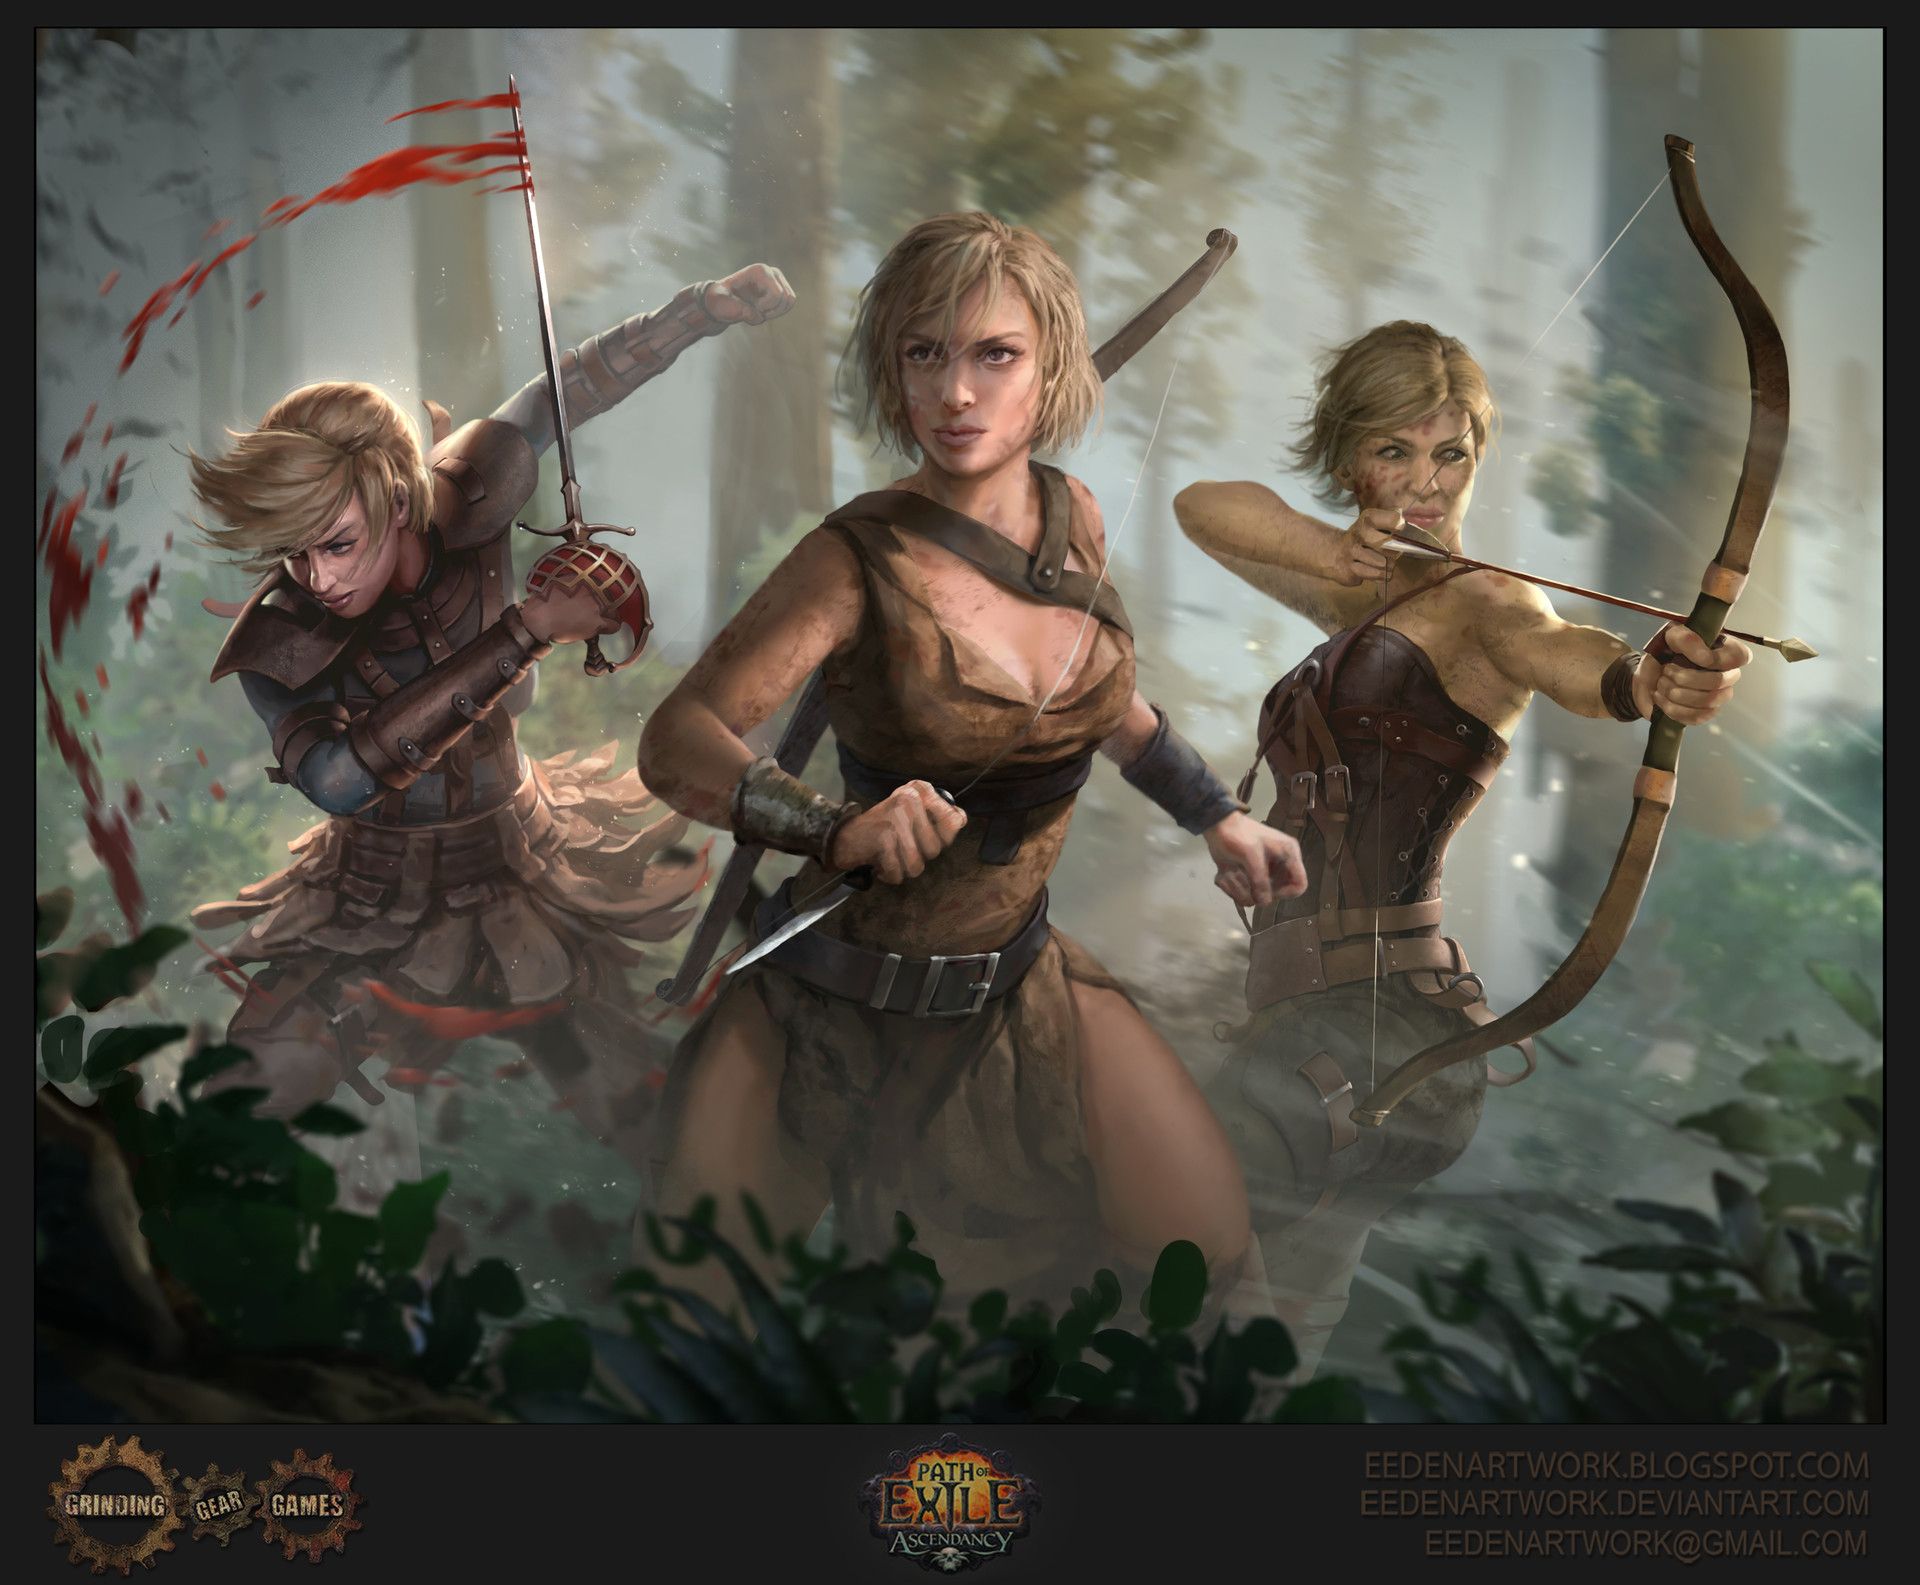 GRINDING GEAR GAMES
PATH OF
EXILE
ASCENDANCY
EEDENARTWORK.BLOGSPOT.COM
EEDENARTWORK.DEVIANTART.COM
EEDENARTWORK@GMAIL.COM